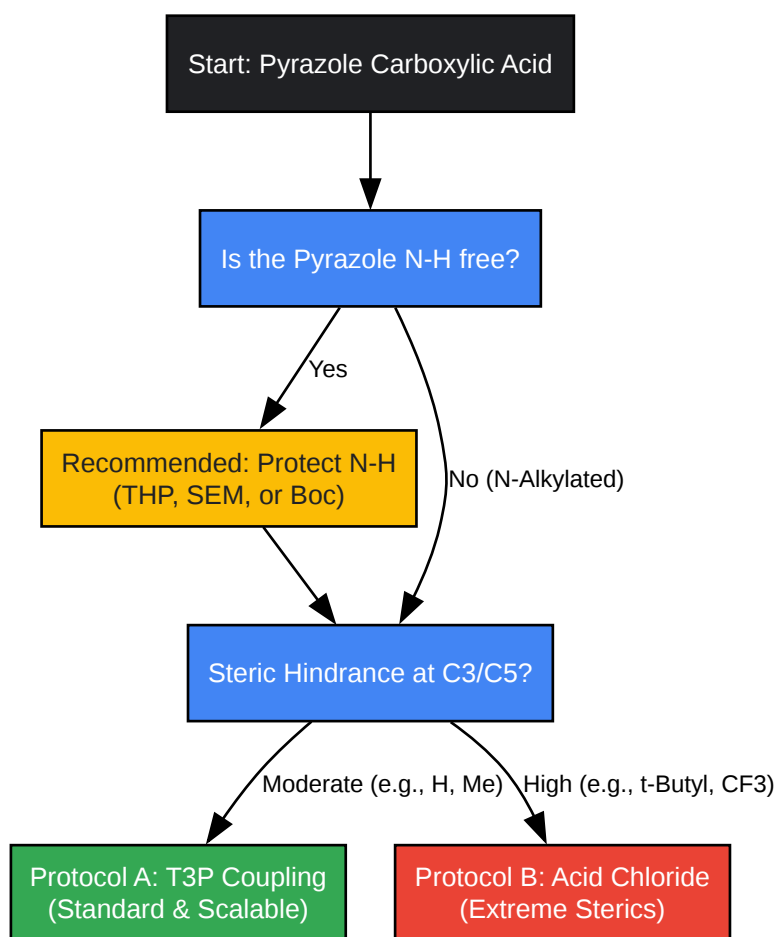 Start: Pyrazole Carboxylic Acid
Is the Pyrazole N-H free?
Yes
Recommended: Protect N-H
(THP, SEM, or Boc)
No (N-Alkylated)
Steric Hindrance at C3/C5?
Moderate (e.g., H, Me)
High (e.g., t-Butyl, CF3)
Protocol A: T3P Coupling
(Standard & Scalable)
Protocol B: Acid Chloride
(Extreme Sterics)